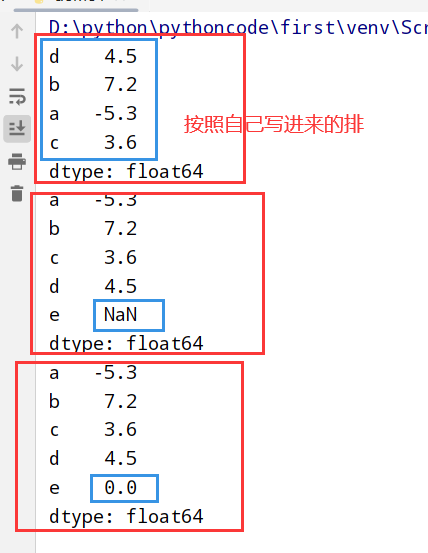 D:\python\pythoncode\first\venv\Scr
d 4.5
b 7.2
a -5.3
c 3.6
dtype: float64
按照自己写进来的排
a -5.3
b 7.2
c 3.6
d 4.5
e NaN
dtype: float64
a -5.3
b 7.2
c 3.6
d 4.5
e 0.0
dtype: float64